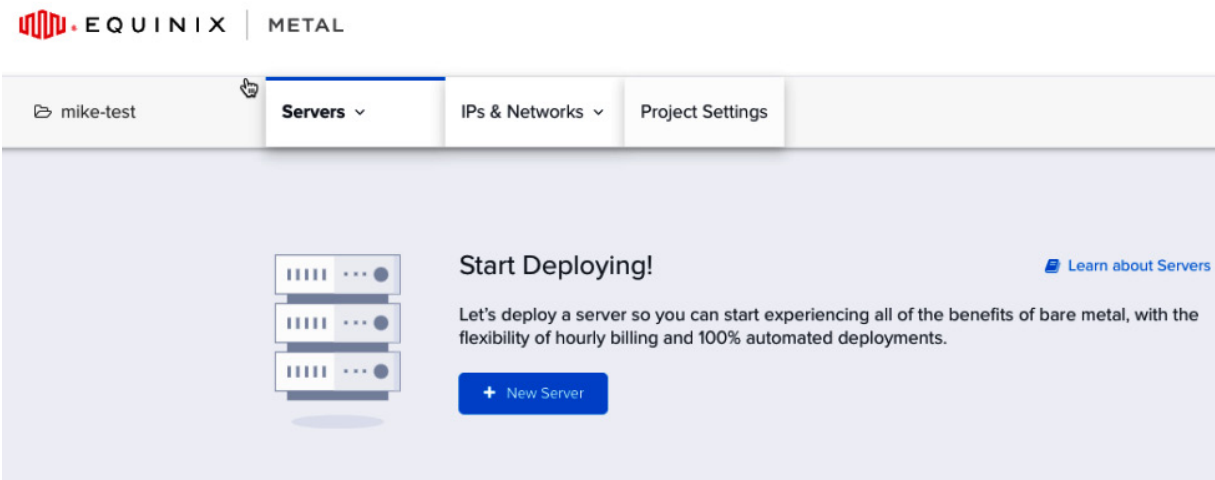 EQUINIX | METAL
mike-test
Servers
IPs & Networks
Project Settings
Start Deploying!
Learn about Servers
Let's deploy a server so you can start experiencing all of the benefits of bare metal, with the
flexibility of hourly billing and 100% automated deployments.
+ New Server